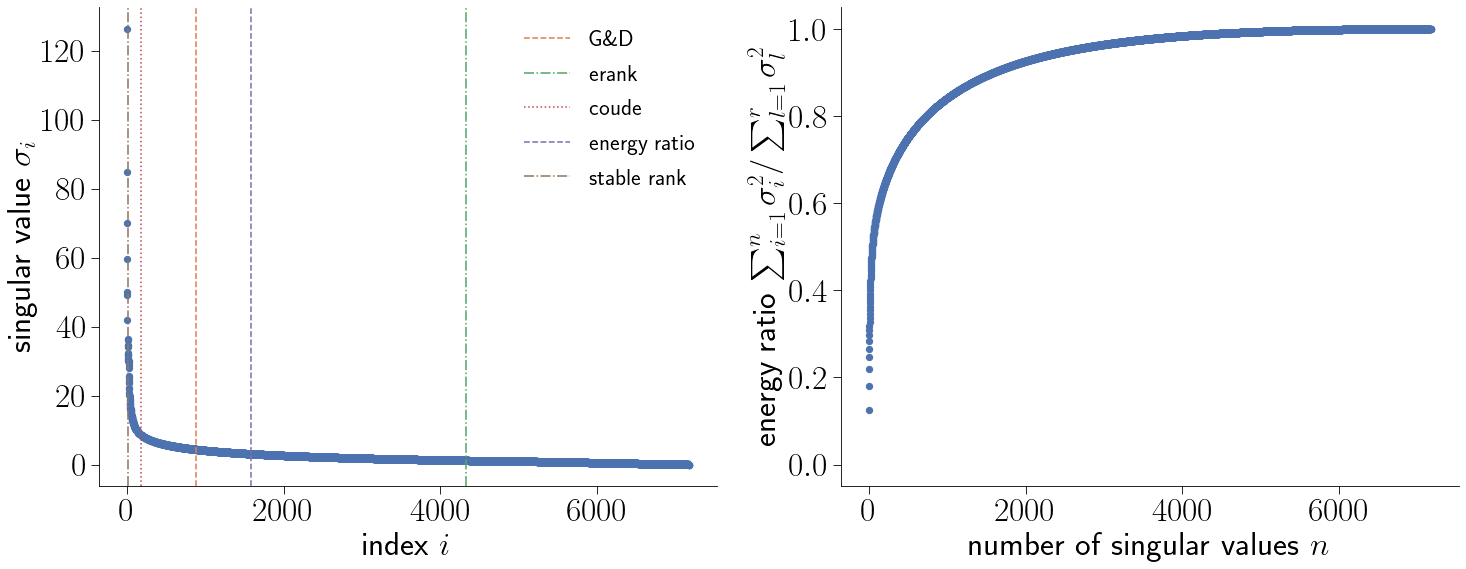 120
100
80
60
40
20
0
singular value σ_i
0 2000 4000 6000
index i
G&D
erank
coude
energy ratio
stable rank
1.0
0.8
0.6
0.4
0.2
0.0
energy ratio ∑_{i=1}^{n} σ_i^2 / ∑_{l=1}^{r} σ_l^2
0 2000 4000 6000
number of singular values n